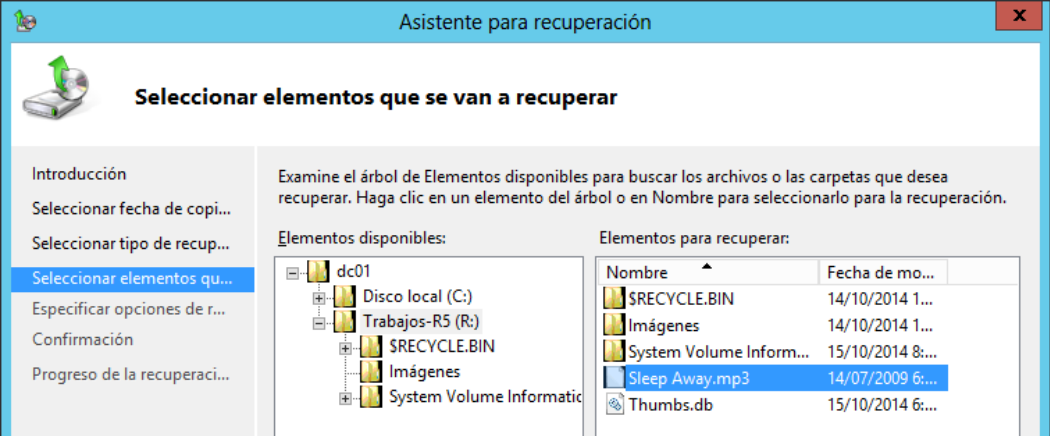 Asistente para recuperación
x
Seleccionar elementos que se van a recuperar
Introducción
Seleccionar fecha de copi...
Seleccionar tipo de recup...
Seleccionar elementos qu...
Especificar opciones de r...
Confirmación
Progreso de la recuperaci...
Examine el árbol de Elementos disponibles para buscar los archivos o las carpetas que desea
recuperar. Haga clic en un elemento del árbol o en Nombre para seleccionarlo para la recuperación.
Elementos disponibles:
dc01
Disco local (C:)
Trabajos-R5 (R:)
$RECYCLE.BIN
Imágenes
System Volume Informatic
Elementos para recuperar:
Nombre Fecha de mo...
$RECYCLE.BIN 14/10/2014 1...
Imágenes 14/10/2014 1...
System Volume Inform... 15/10/2014 8:...
Sleep Away.mp3 14/07/2009 6:...
Thumbs.db 15/10/2014 6:...